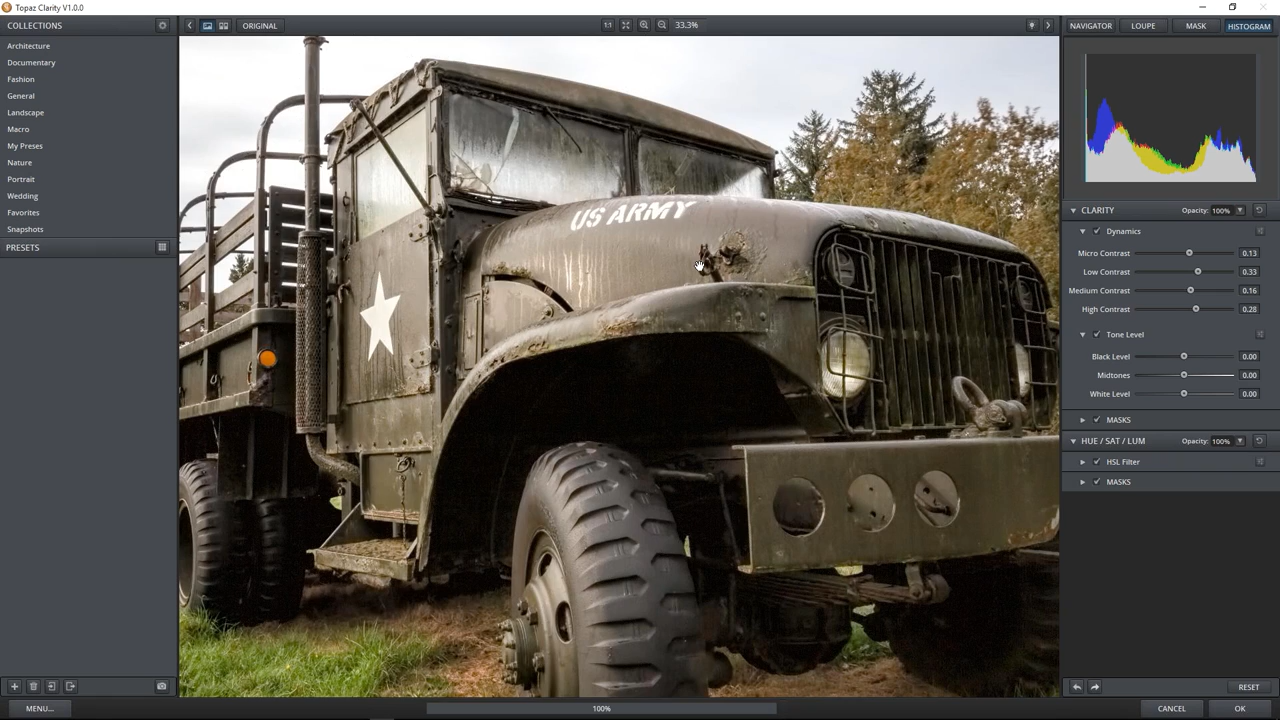 Topaz Clarity V1.0.0
COLLECTIONS
ORIGINAL
1:1
33.3%
NAVIGATOR
LOUPE
MASK
HISTOGRAM
Architecture
Documentary
Fashion
General
Landscape
Macro
My Preses
Nature
Portrait
Wedding
Favorites
Snapshots
PRESETS
US ARMY
CLARITY
Opacity: 100%
Dynamics
Micro Contrast 0.13
Low Contrast 0.33
Medium Contrast 0.16
High Contrast 0.28
Tone Level
Black Level 0.00
Midtones 0.00
White Level 0.00
MASKS
HUE / SAT / LUM
Opacity: 100%
HSL Filter
MASKS
RESET
MENU...
100%
CANCEL
OK